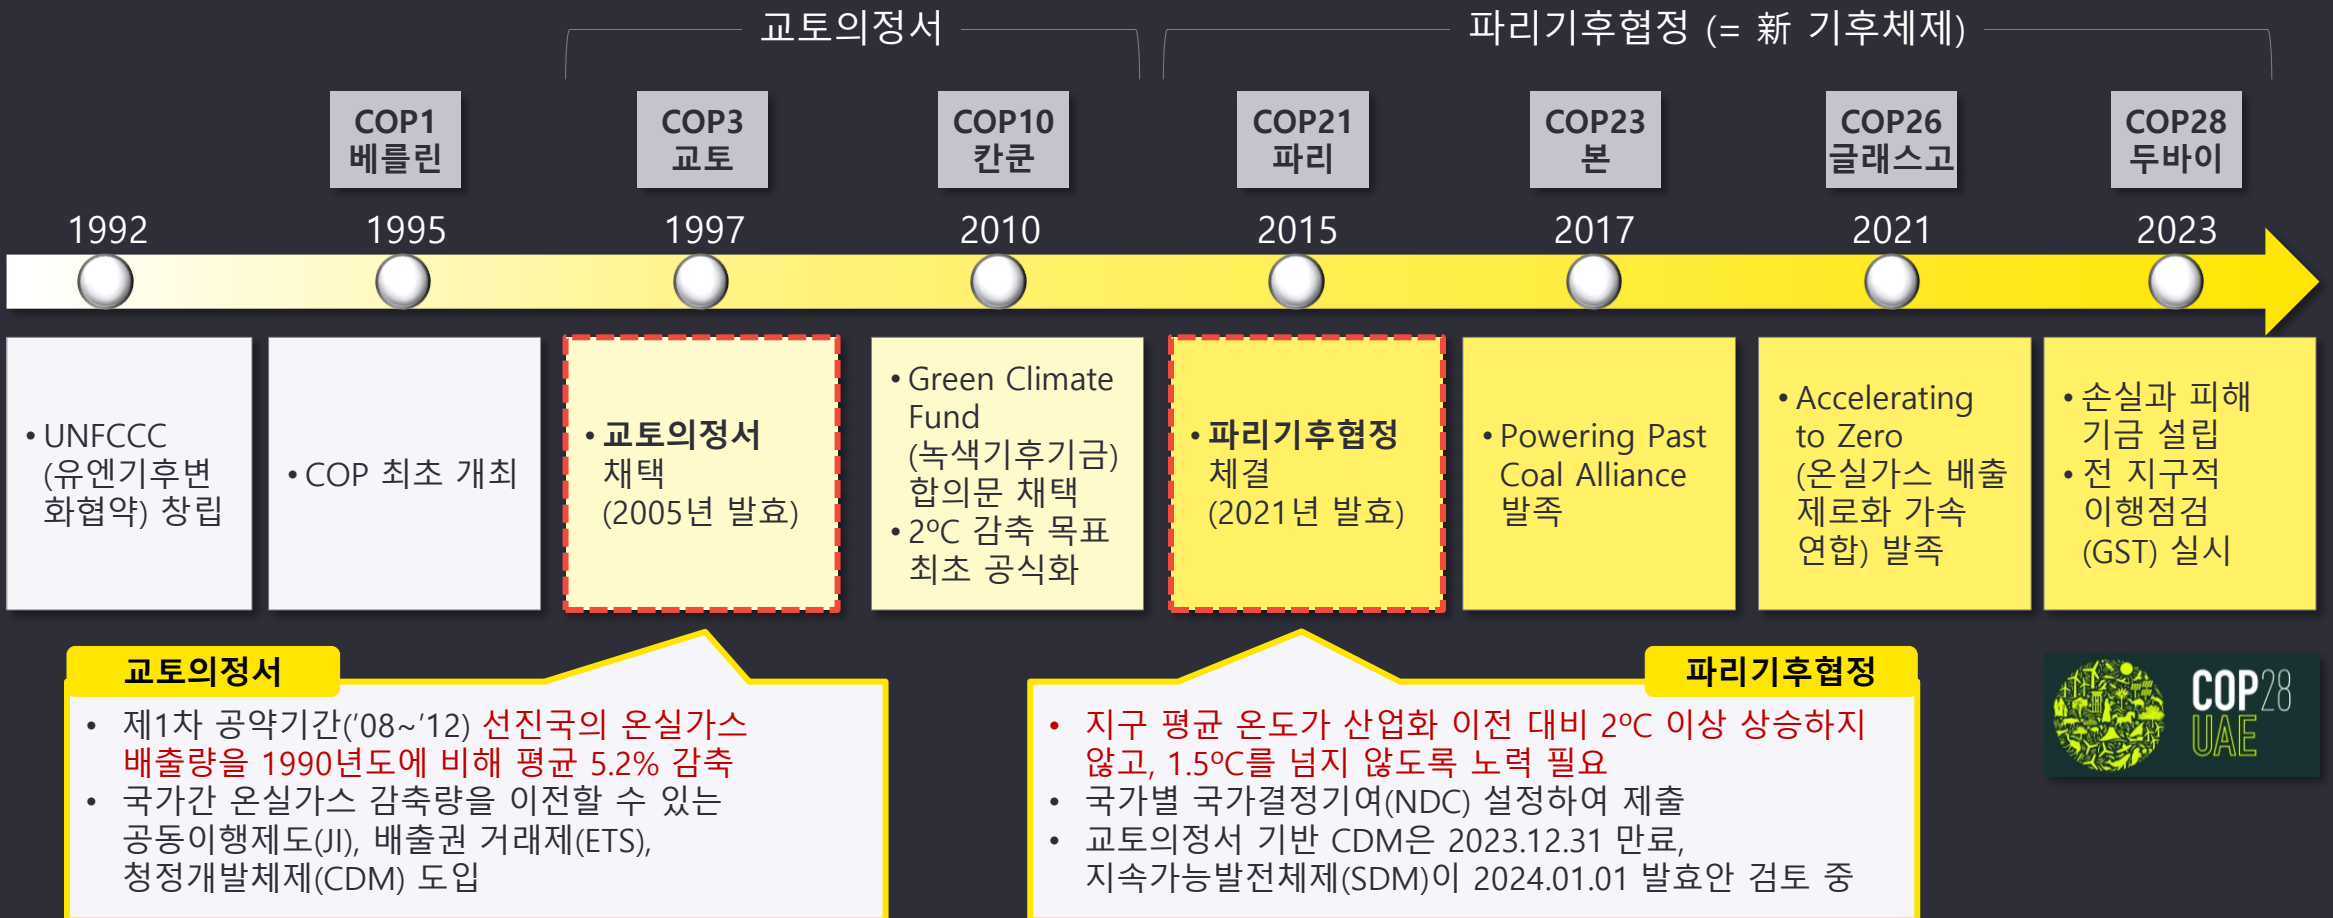 교토의정서
파리기후협정 (= 新 기후체제)
COP1
베를린
COP3
교토
COP10
칸쿤
COP21
파리
COP23
본
COP26
글래스고
COP28
두바이
1992
1995
1997
2010
2015
2017
2021
2023
• UNFCCC
(유엔기후변
화협약) 창립
• COP 최초 개최
• 교토의정서
채택
(2005년 발효)
• Green Climate
Fund
(녹색기후기금)
합의문 채택
• 2ºC 감축 목표
최초 공식화
• 파리기후협정
체결
(2021년 발효)
• Powering Past
Coal Alliance
발족
• Accelerating
to Zero
(온실가스 배출
제로화 가속
연합) 발족
• 손실과 피해
기금 설립
• 전 지구적
이행점검
(GST) 실시
교토의정서
• 제1차 공약기간('08~'12) 선진국의 온실가스
배출량을 1990년도에 비해 평균 5.2% 감축
• 국가간 온실가스 감축량을 이전할 수 있는
공동이행제도(JI), 배출권 거래제(ETS),
청정개발체제(CDM) 도입
파리기후협정
• 지구 평균 온도가 산업화 이전 대비 2ºC 이상 상승하지
않고, 1.5ºC를 넘지 않도록 노력 필요
• 국가별 국가결정기여(NDC) 설정하여 제출
• 교토의정서 기반 CDM은 2023.12.31 만료,
지속가능발전체제(SDM)이 2024.01.01 발효안 검토 중
COP28
UAE